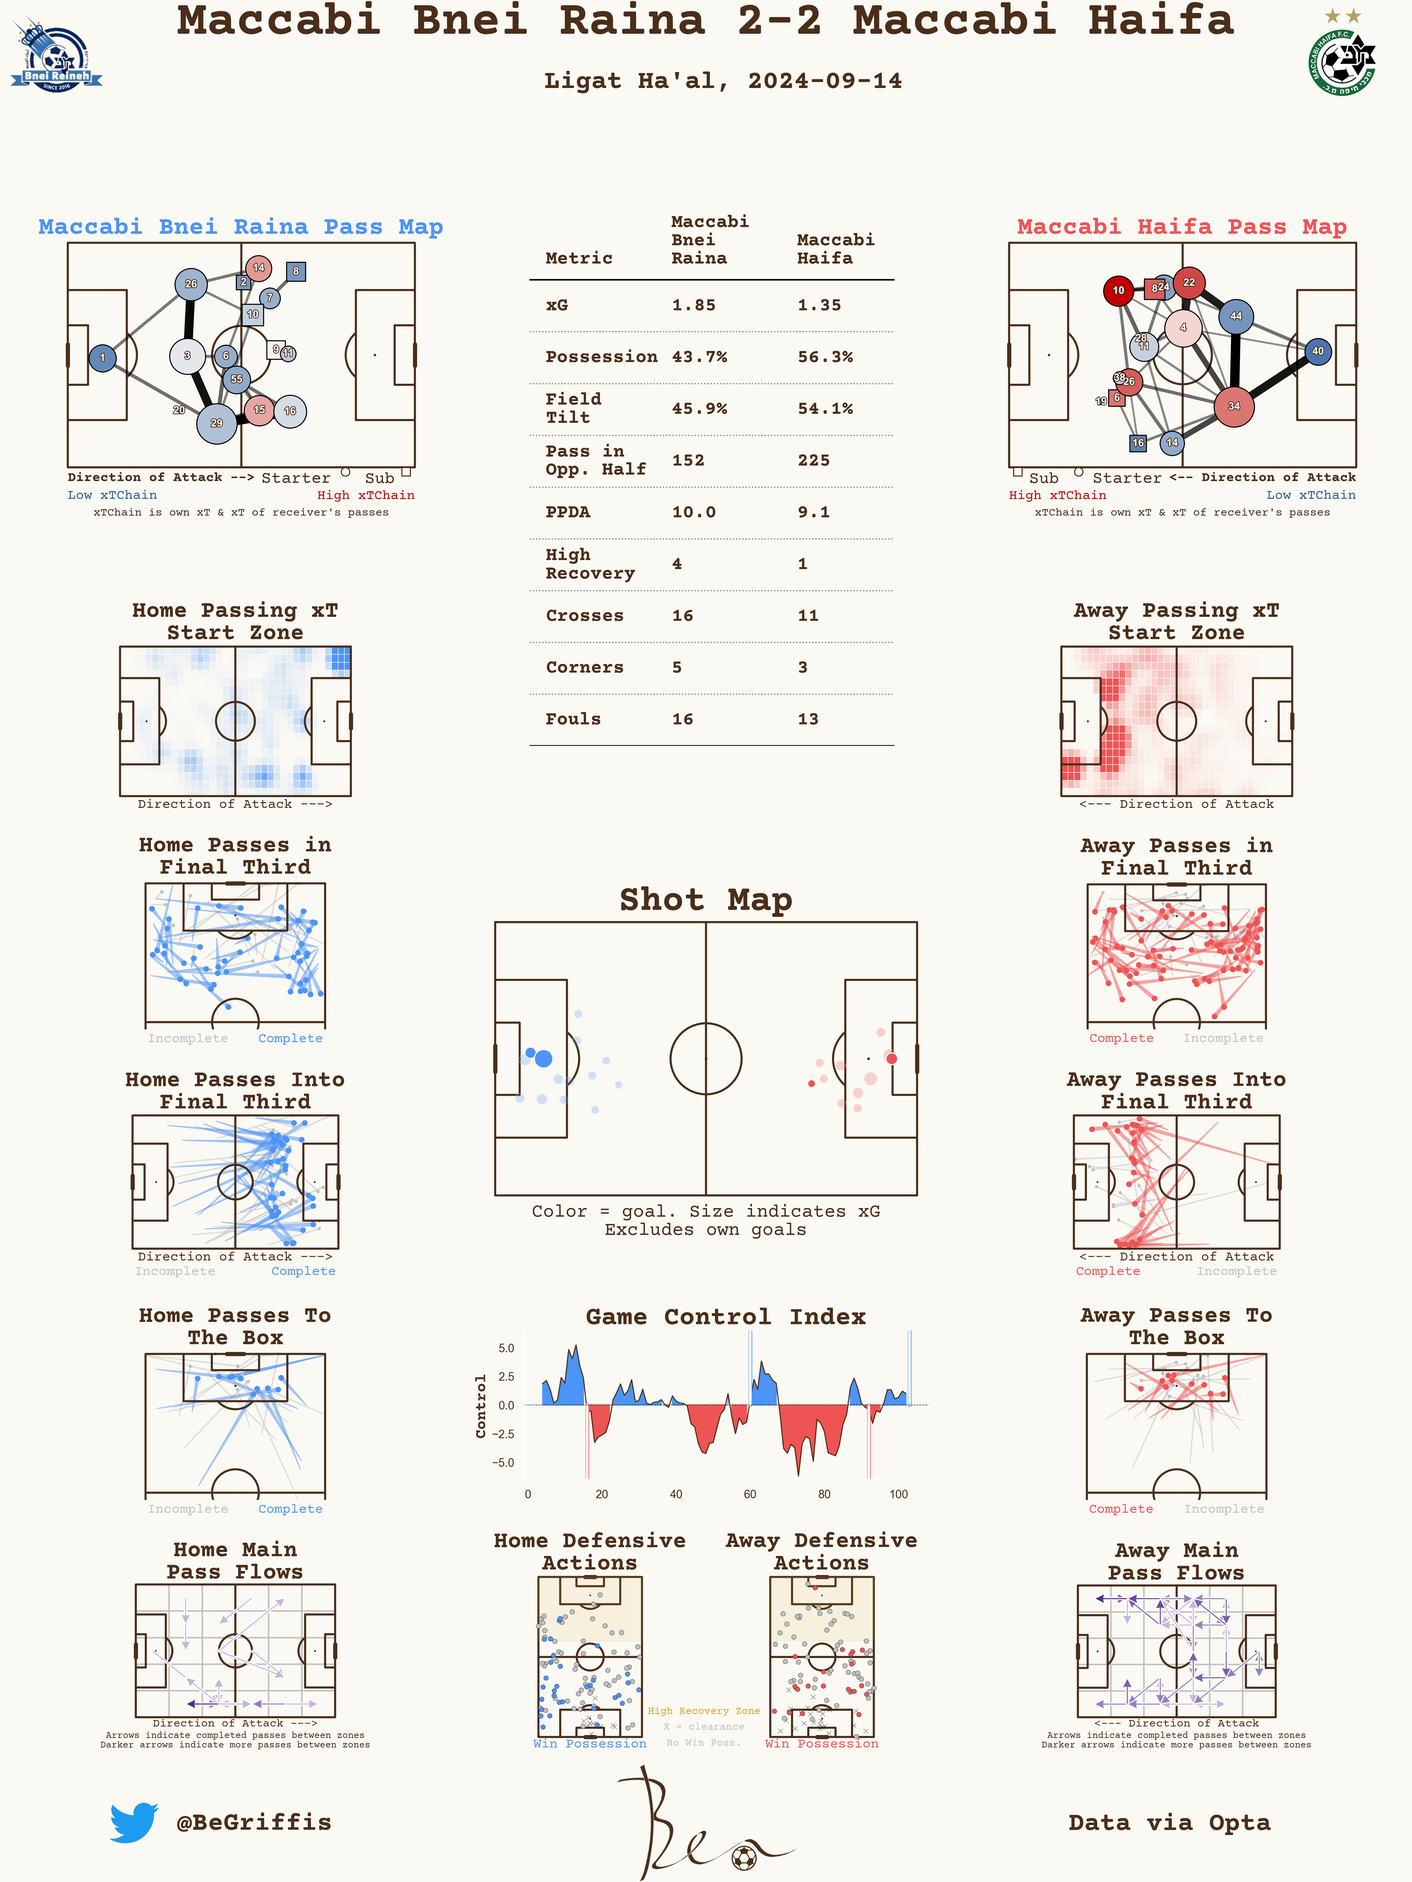 Maccabi Bnei Raina 2-2 Maccabi Haifa
Ligat Ha'al, 2024-09-14
Bnei Reineh
SINCE 2016
MACCABI HAIFA F.C.
Maccabi Bnei Raina Pass Map
1
26
3
29
20
6
55
15
16
14
2
8
7
10
9
11
Direction of Attack --> Starter Sub
Low xTChain High xTChain
xTChain is own xT & xT of receiver's passes
Metric Maccabi Bnei Raina Maccabi Haifa
xG 1.85 1.35
Possession 43.7% 56.3%
Field Tilt 45.9% 54.1%
Pass in Opp. Half 152 225
PPDA 10.0 9.1
High Recovery 4 1
Crosses 16 11
Corners 5 3
Fouls 16 13
Maccabi Haifa Pass Map
10
8
24
22
44
4
28
11
40
38
26
19
6
34
16
14
Sub Starter <-- Direction of Attack
High xTChain Low xTChain
xTChain is own xT & xT of receiver's passes
Home Passing xT
Start Zone
Direction of Attack --->
Away Passing xT
Start Zone
<--- Direction of Attack
Home Passes in
Final Third
Incomplete Complete
Away Passes in
Final Third
Complete Incomplete
Shot Map
Color = goal. Size indicates xG
Excludes own goals
Home Passes Into
Final Third
Direction of Attack --->
Incomplete Complete
Away Passes Into
Final Third
<--- Direction of Attack
Complete Incomplete
Home Passes To
The Box
Incomplete Complete
Game Control Index
Control
5.0
2.5
0.0
−2.5
−5.0
0 20 40 60 80 100
Away Passes To
The Box
Complete Incomplete
Home Main
Pass Flows
Direction of Attack --->
Arrows indicate completed passes between zones
Darker arrows indicate more passes between zones
Home Defensive
Actions
Win Possession
High Recovery Zone
X = clearance
No Win Poss.
Away Defensive
Actions
Win Possession
Away Main
Pass Flows
<--- Direction of Attack
Arrows indicate completed passes between zones
Darker arrows indicate more passes between zones
@BeGriffis
Ben
Data via Opta